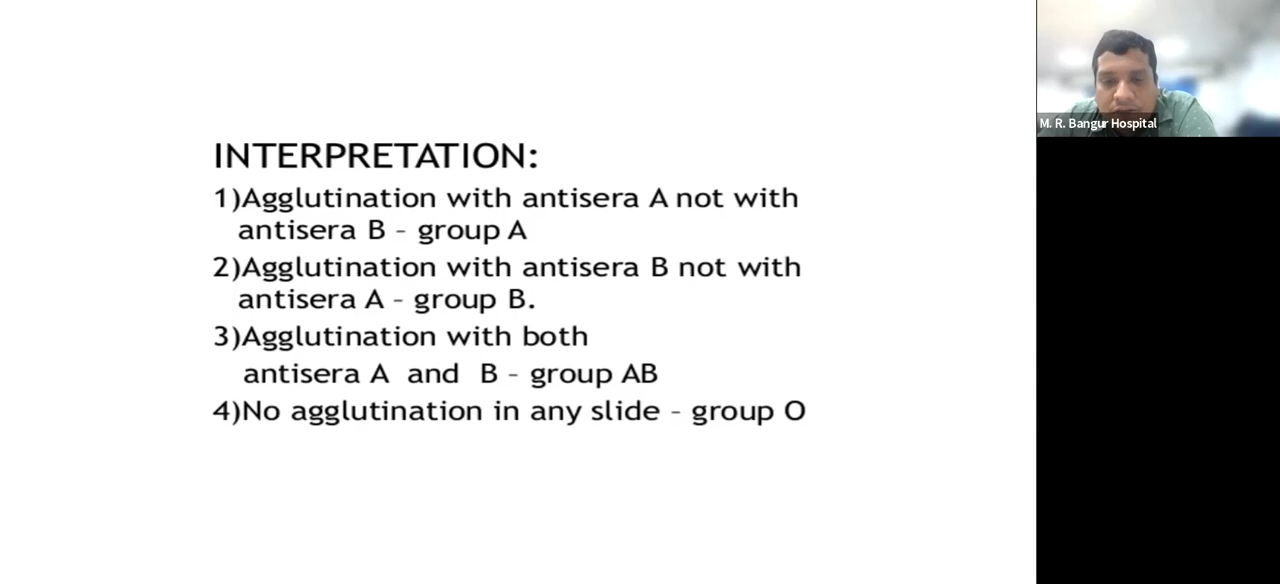 INTERPRETATION:
1)Agglutination with antisera A not with
antisera B – group A
2)Agglutination with antisera B not with
antisera A – group B.
3)Agglutination with both
antisera A and B – group AB
4)No agglutination in any slide – group O
M. R. Bangur Hospital